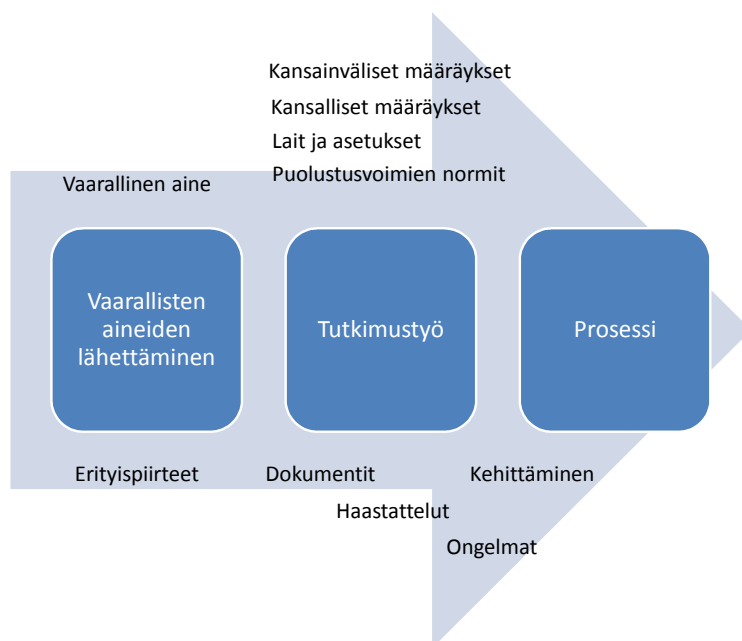 Kansainväliset määräykset
Kansalliset määräykset
Lait ja asetukset
Puolustusvoimien normit
Vaarallinen aine
Vaarallisten
aineiden
lähettäminen
Tutkimustyö
Prosessi
Erityispiirteet
Dokumentit
Kehittäminen
Haastattelut
Ongelmat